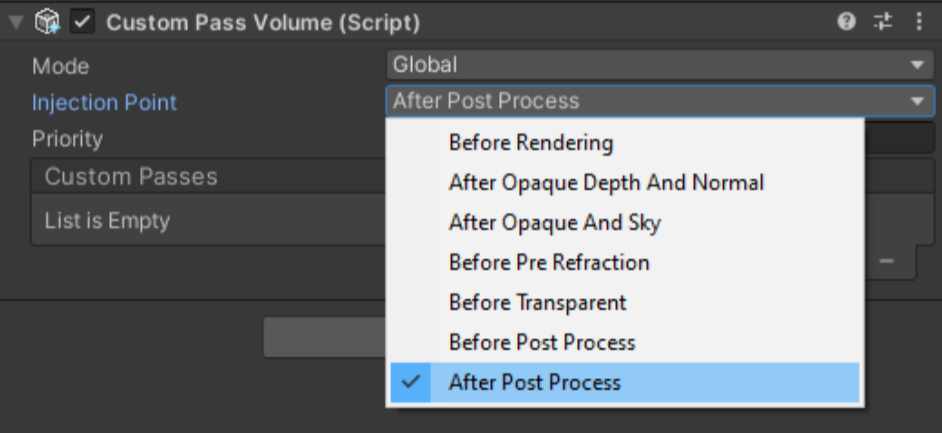 Custom Pass Volume (Script)
Mode
Global
Injection Point
After Post Process
Priority
Custom Passes
List is Empty
Before Rendering
After Opaque Depth And Normal
After Opaque And Sky
Before Pre Refraction
Before Transparent
Before Post Process
After Post Process